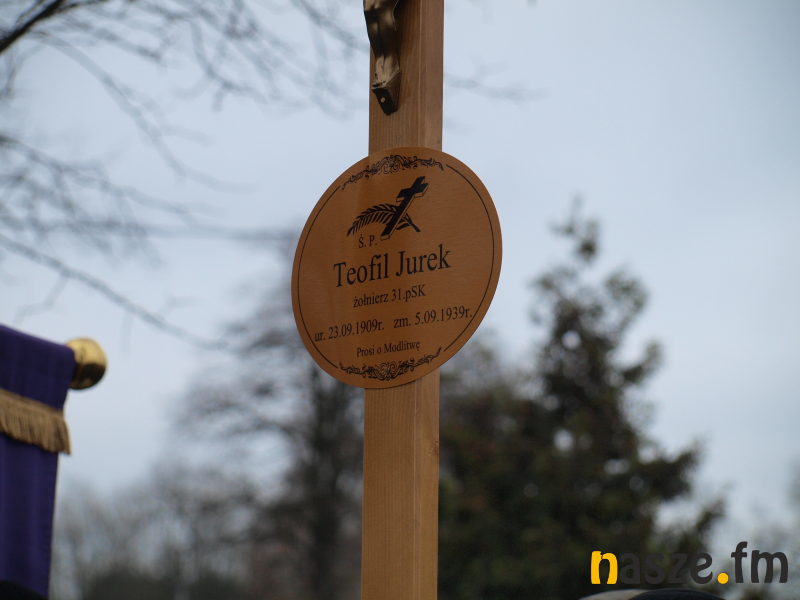 Ś. P.
Teofil Jurek
żołnierz 31.pSK
ur. 23.09.1909r. zm. 5.09.1939r.
Prosi o Modlitwę
nasze.fm